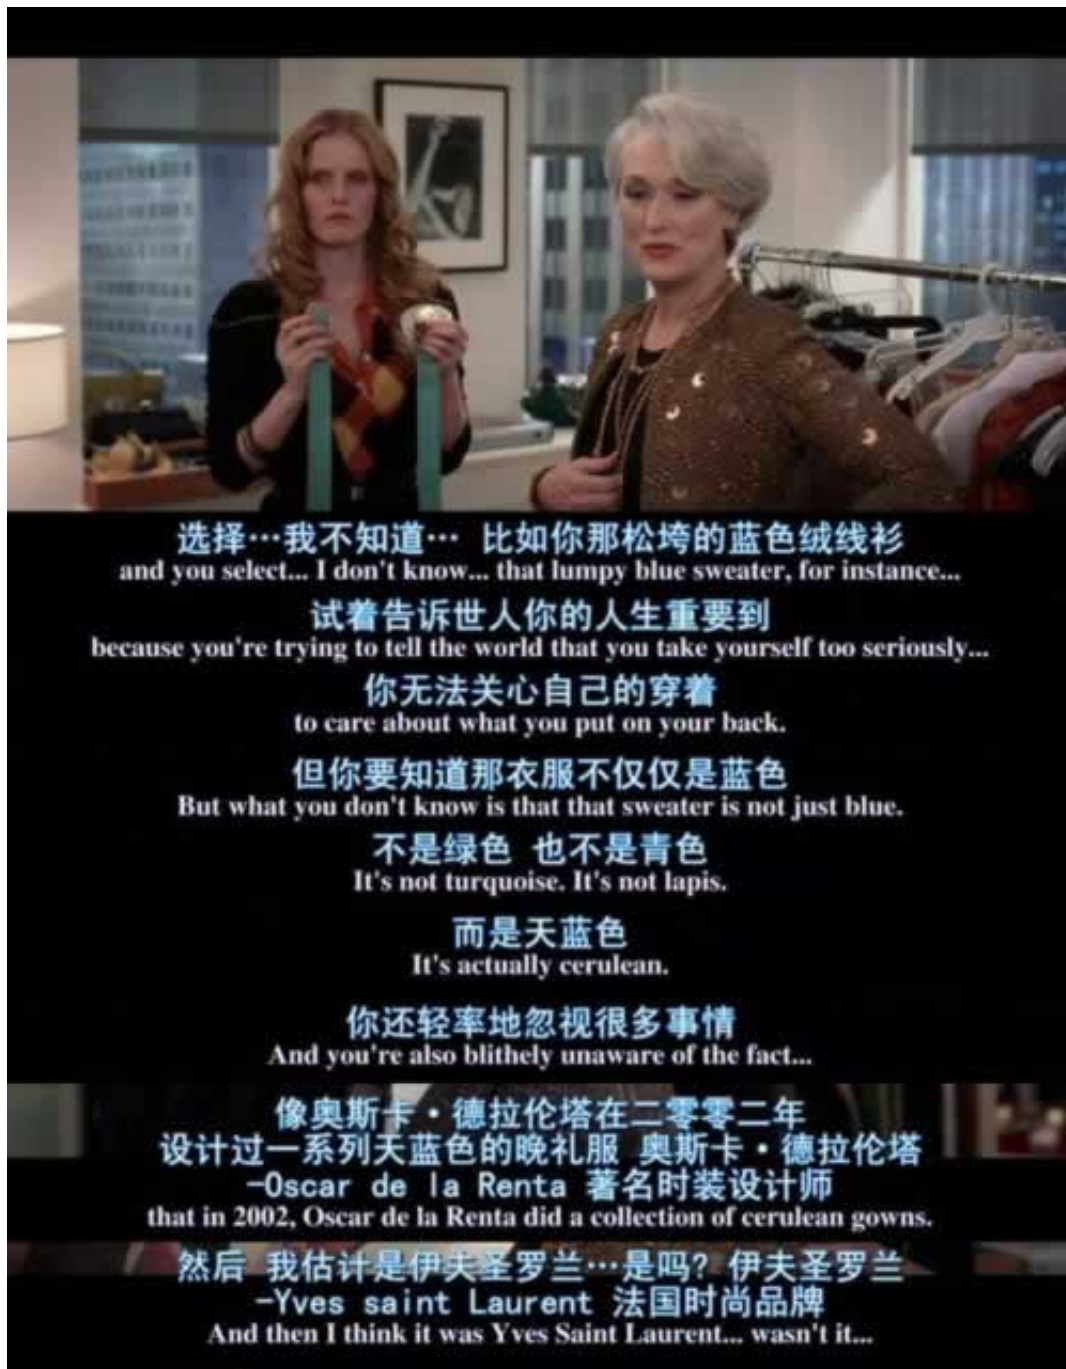 选择…我不知道… 比如你那松垮的蓝色绒线衫
and you select... I don't know... that lumpy blue sweater, for instance...
试着告诉世人你的人生重要到
because you're trying to tell the world that you take yourself too seriously...
你无法关心自己的穿着
to care about what you put on your back.
但你要知道那衣服不仅仅是蓝色
But what you don't know is that that sweater is not just blue.
不是绿色 也不是青色
It's not turquoise. It's not lapis.
而是天蓝色
It's actually cerulean.
你还轻率地忽视很多事情
And you're also blithely unaware of the fact...
像奥斯卡·德拉伦塔在二零零二年
设计过一系列天蓝色的晚礼服 奥斯卡·德拉伦塔
-Oscar de la Renta 著名时装设计师
that in 2002, Oscar de la Renta did a collection of cerulean gowns.
然后 我估计是伊夫圣罗兰…是吗? 伊夫圣罗兰
-Yves saint Laurent 法国时尚品牌
And then I think it was Yves Saint Laurent... wasn't it...